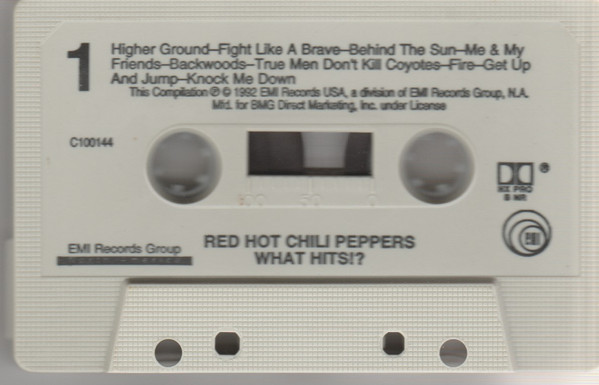 1
Higher Ground–Fight Like A Brave–Behind The Sun–Me & My
Friends–Backwoods–True Men Don't Kill Coyotes–Fire–Get Up
And Jump–Knock Me Down
This Compilation ℗ © 1992 EMI Records USA, a division of EMI Records Group, N.A.
Mfd. for BMG Direct Marketing, Inc. under License
C100144
100 50 0
®
HX PRO
B NR
EMI
EMI Records Group
RED HOT CHILI PEPPERS
WHAT HITS!?